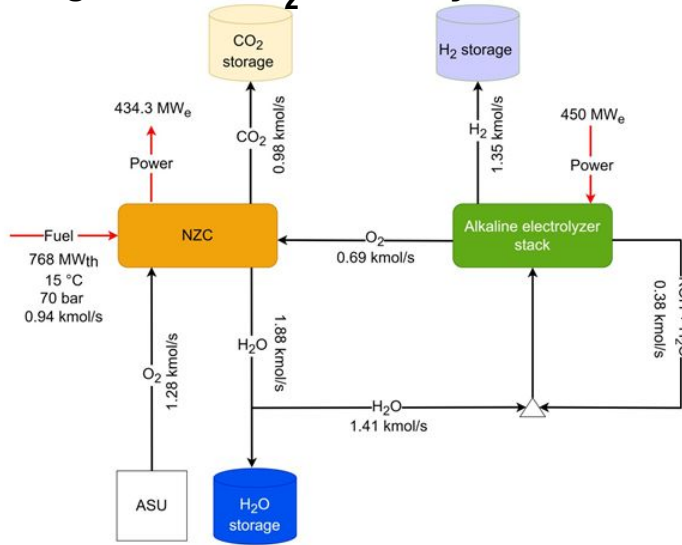 CO2
storage
H2 storage
434.3 MWe
450 MWe
CO2
0.98 kmol/s
H2
1.35 kmol/s
Power
Power
Fuel
NZC
O2
0.69 kmol/s
Alkaline electrolyzer
stack
768 MWth
15 °C
70 bar
0.94 kmol/s
O2
1.28 kmol/s
H2O
1.88 kmol/s
0.38 kmol/s
H2O
1.41 kmol/s
ASU
H2O
storage